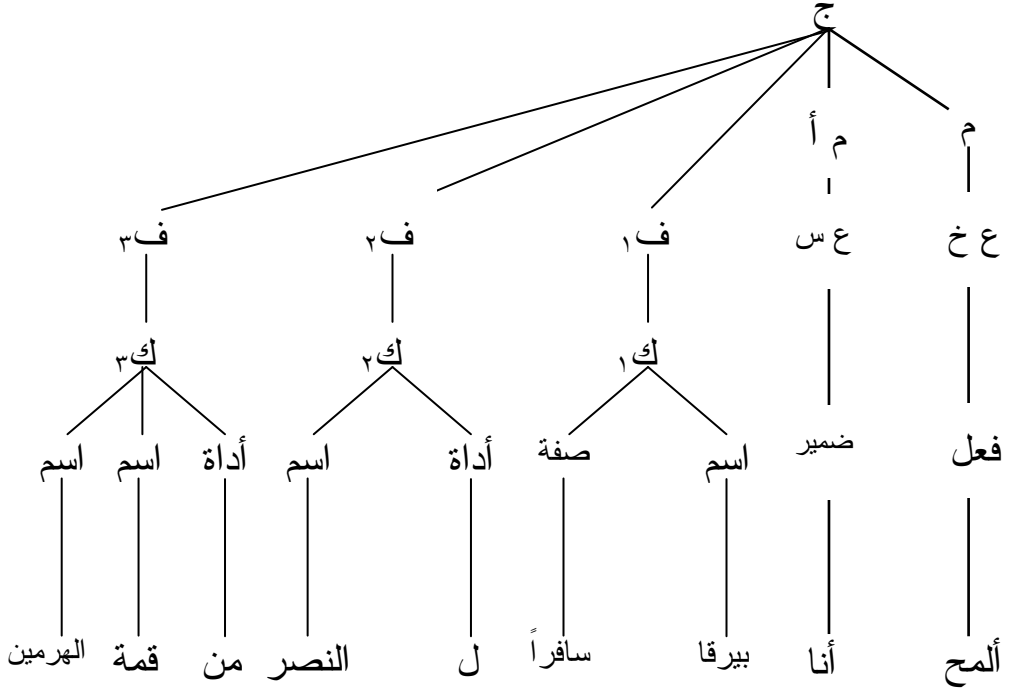 ج
م م أ
ع خ ع س ف١ ف٢ ف٣
ك١ ك٢ ك٣
فعل ضمير اسم صفة أداة اسم أداة اسم اسم
ألمح أنا بيرقا سافراً ل النصر من قمة الهرمين